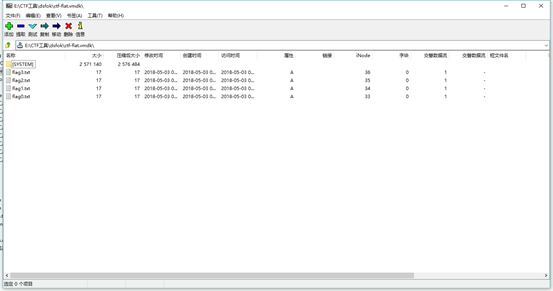 E:\CTF工具\dsfok\ztf-flat.vmdk\
文件(F) 编辑(E) 查看(V) 书签(A) 工具(T) 帮助(H)
添加 提取 测试 复制 移动 删除 信息
E:\CTF工具\dsfok\ztf-flat.vmdk\
名称 大小 压缩后大小 修改时间 创建时间 访问时间 属性 链接 iNode 字块 交替数据流 交替数据流 短文件名
[SYSTEM] 2 571 140 2 576 484
flag3.txt 17 17 2018-05-03 0... 2018-05-03 0... 2018-05-03 0... A 36 0 1 -
flag2.txt 17 17 2018-05-03 0... 2018-05-03 0... 2018-05-03 0... A 35 0 1 -
flag1.txt 17 17 2018-05-03 0... 2018-05-03 0... 2018-05-03 0... A 34 0 1 -
flag0.txt 17 17 2018-05-03 0... 2018-05-03 0... 2018-05-03 0... A 33 0 1 -
选定 0 个项目